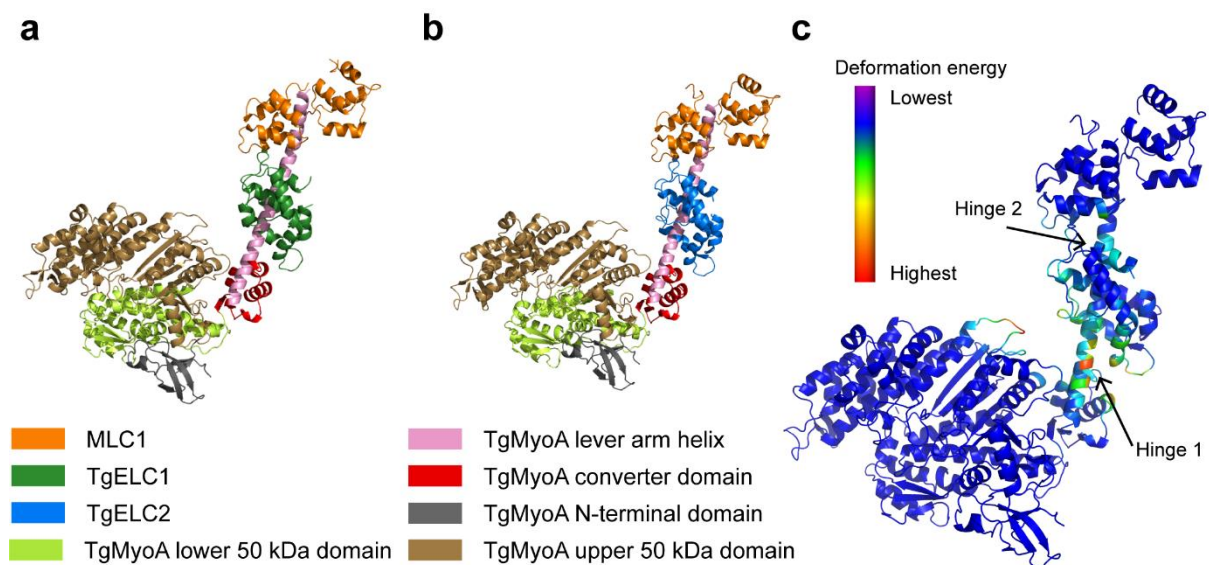 a
b
c
Deformation energy
Lowest
Highest
Hinge 2
Hinge 1
MLC1
TgELC1
TgELC2
TgMyoA lower 50 kDa domain
TgMyoA lever arm helix
TgMyoA converter domain
TgMyoA N-terminal domain
TgMyoA upper 50 kDa domain